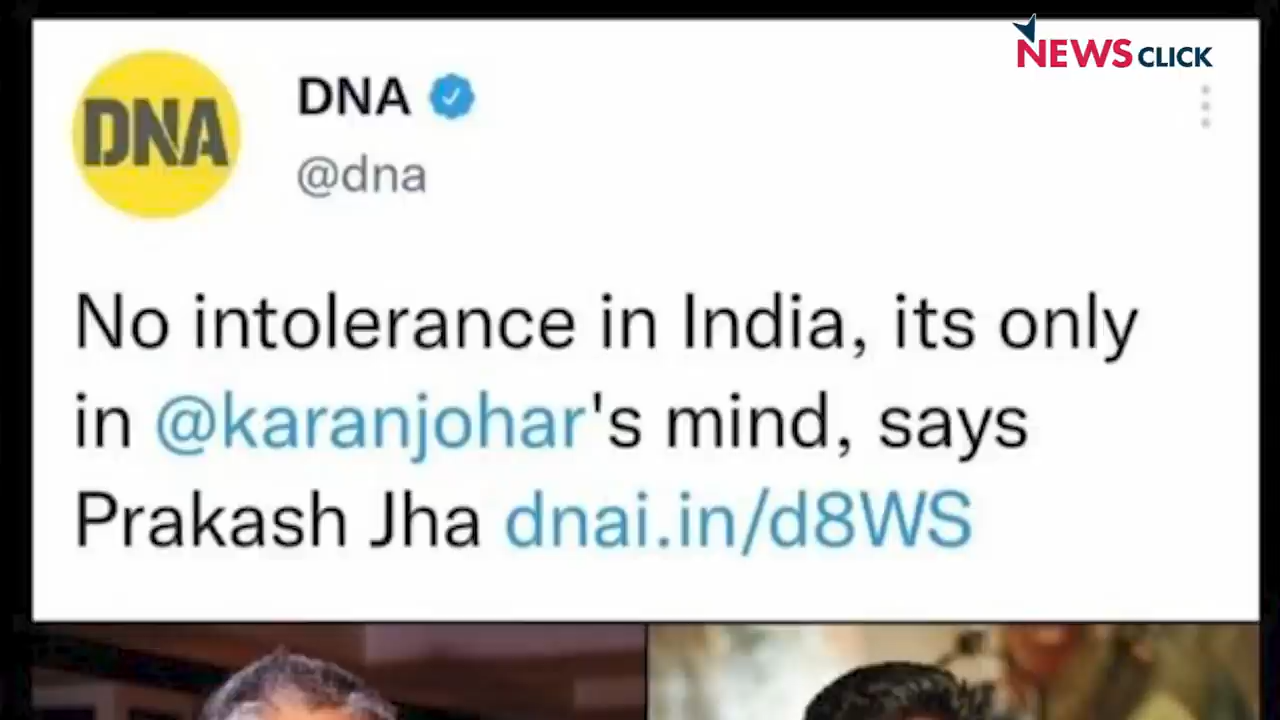 NEWS CLICK
DNA
DNA
@dna
No intolerance in India, its only
in @karanjohar's mind, says
Prakash Jha dnai.in/d8WS